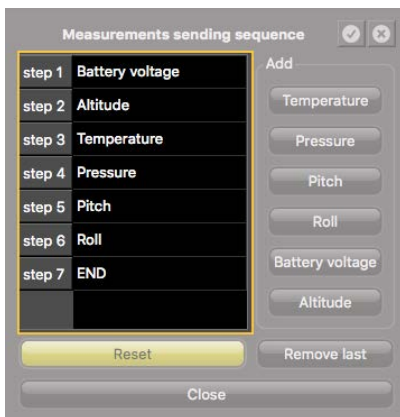 Measurements sending sequence
step 1 Battery voltage
step 2 Altitude
step 3 Temperature
step 4 Pressure
step 5 Pitch
step 6 Roll
step 7 END
Add
Temperature
Pressure
Pitch
Roll
Battery voltage
Altitude
Reset
Remove last
Close